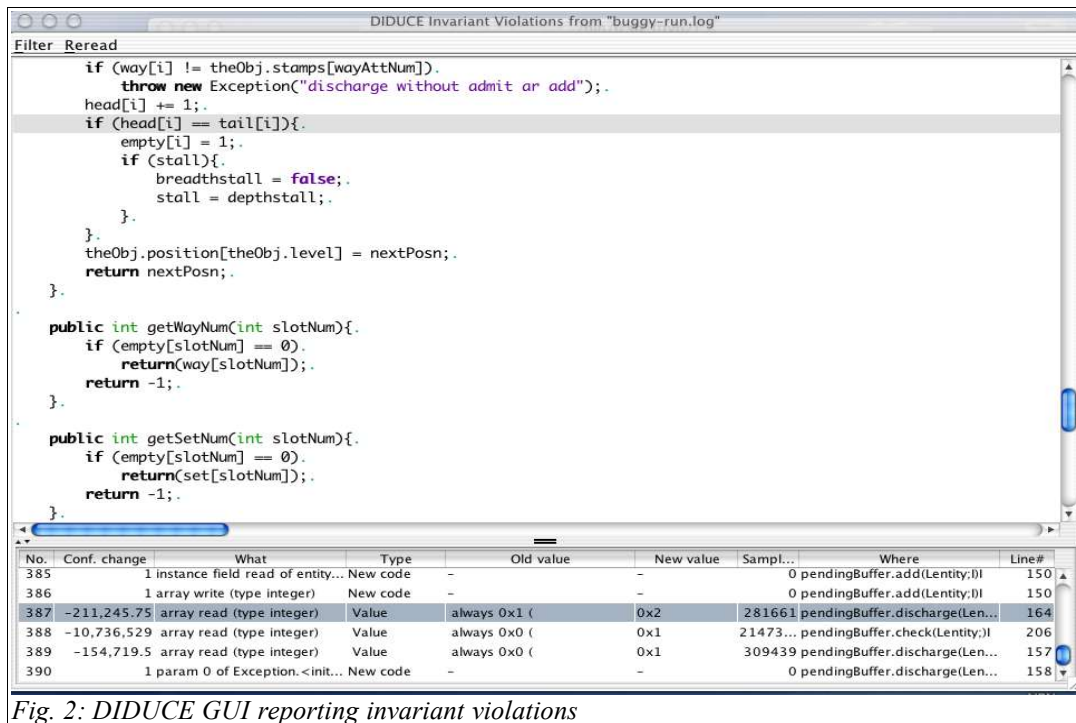 DIDUCE Invariant Violations from "buggy-run.log"
Filter Reread
if (way[i] != theObj.stamps[wayAttNum]).
throw new Exception("discharge without admit ar add");.
head[i] += 1;.
if (head[i] == tail[i]){.
empty[i] = 1;.
if (stall){.
breadthstall = false;.
stall = depthstall;.
}.
}.
theObj.position[theObj.level] = nextPosn;.
return nextPosn;.
}.
.
public int getWayNum(int slotNum){.
if (empty[slotNum] == 0).
return(way[slotNum]);.
return -1;.
}.
.
public int getSetNum(int slotNum){.
if (empty[slotNum] == 0).
return(set[slotNum]);.
return -1;.
}.
No. Conf. change What Type Old value New value Sampl... Where Line#
385 1 instance field read of entity... New code – – 0 pendingBuffer.add(Lentity;I)I 150
386 1 array write (type integer) New code – – 0 pendingBuffer.add(Lentity;I)I 150
387 -211,245.75 array read (type integer) Value always 0x1 ( 0x2 281661 pendingBuffer.discharge(Len... 164
388 -10,736,529 array read (type integer) Value always 0x0 ( 0x1 21473... pendingBuffer.check(Lentity;)I 206
389 -154,719.5 array read (type integer) Value always 0x0 ( 0x1 309439 pendingBuffer.discharge(Len... 157
390 1 param 0 of Exception.<init... New code – – 0 pendingBuffer.discharge(Len... 158
Fig. 2: DIDUCE GUI reporting invariant violations